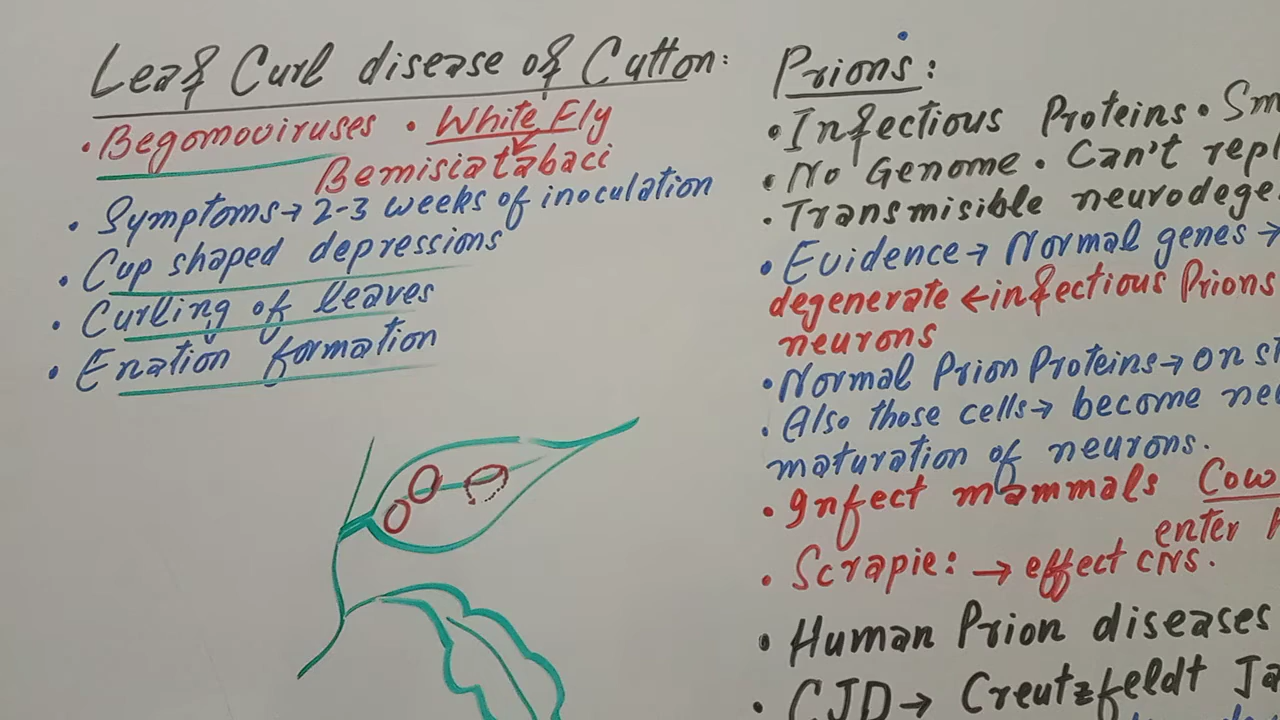 Leaf Curl disease of Cutton:
• Begomoviruses • White Fly
Bemisia tabaci
• Symptoms → 2-3 weeks of inoculation
• Cup shaped depressions
• Curling of leaves
• Enation formation
Prions:
• Infectious Proteins • Sm
• No Genome • Can't repl
• Transmisible neurodege
• Evidence → Normal genes →
degenerate ← infectious Prions
neurons
• Normal Prion Proteins → on st
• Also those cells → become ne
maturation of neurons.
• Infect mammals Cow
enter
• Scrapie: → effect CNS.
• Human Prion diseases
• CJD → Creutzfeldt Ja